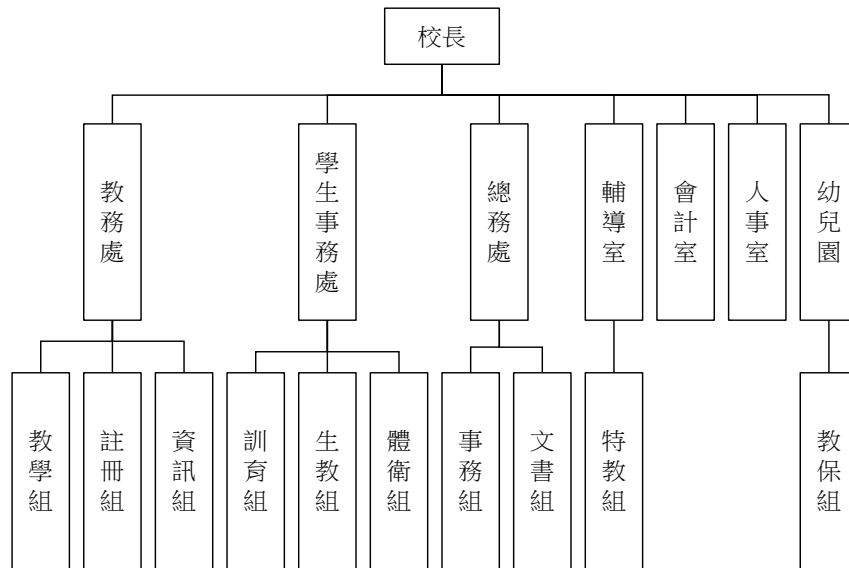 校長
教務處
學生事務處
總務處
輔導室
會計室
人事室
幼兒園
教學組
註冊組
資訊組
訓育組
生教組
體衛組
事務組
文書組
特教組
教保組